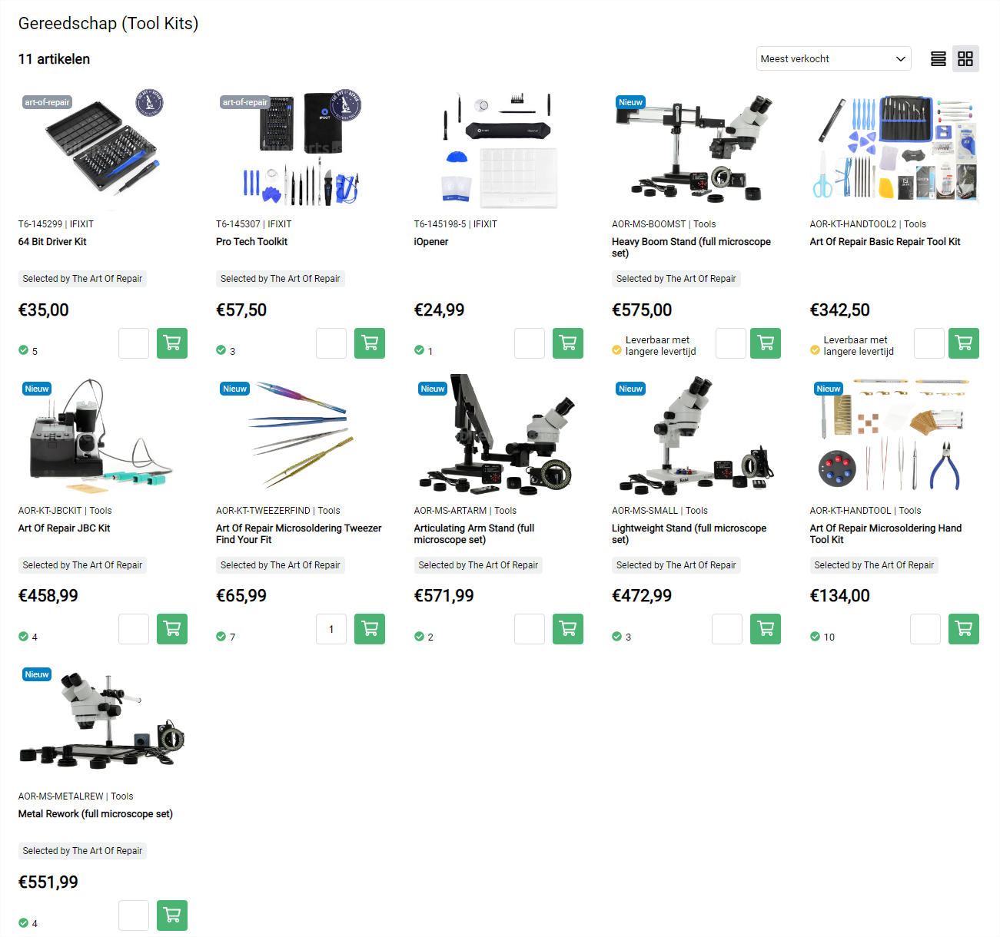 Gereedschap (Tool Kits)
11 artikelen
Meest verkocht
art-of-repair
T6-145299 | IFIXIT
64 Bit Driver Kit
Selected by The Art Of Repair
€35,00
5
art-of-repair
IFIXIT
T6-145307 | IFIXIT
Pro Tech Toolkit
Selected by The Art Of Repair
€57,50
3
iOpener
T6-145198-5 | IFIXIT
iOpener
€24,99
1
Nieuw
AOR-MS-BOOMST | Tools
Heavy Boom Stand (full microscope
set)
Selected by The Art Of Repair
€575,00
Leverbaar met
langere levertijd
AOR-KT-HANDTOOL2 | Tools
Art Of Repair Basic Repair Tool Kit
€342,50
Leverbaar met
langere levertijd
Nieuw
AOR-KT-JBCKIT | Tools
Art Of Repair JBC Kit
Selected by The Art Of Repair
€458,99
4
Nieuw
AOR-KT-TWEEZERFIND | Tools
Art Of Repair Microsoldering Tweezer
Find Your Fit
Selected by The Art Of Repair
€65,99
7
1
Nieuw
AOR-MS-ARTARM | Tools
Articulating Arm Stand (full
microscope set)
Selected by The Art Of Repair
€571,99
2
Nieuw
AOR-MS-SMALL | Tools
Lightweight Stand (full microscope
set)
Selected by The Art Of Repair
€472,99
3
Nieuw
AOR-KT-HANDTOOL | Tools
Art Of Repair Microsoldering Hand
Tool Kit
Selected by The Art Of Repair
€134,00
10
Nieuw
AOR-MS-METALREW | Tools
Metal Rework (full microscope set)
Selected by The Art Of Repair
€551,99
4